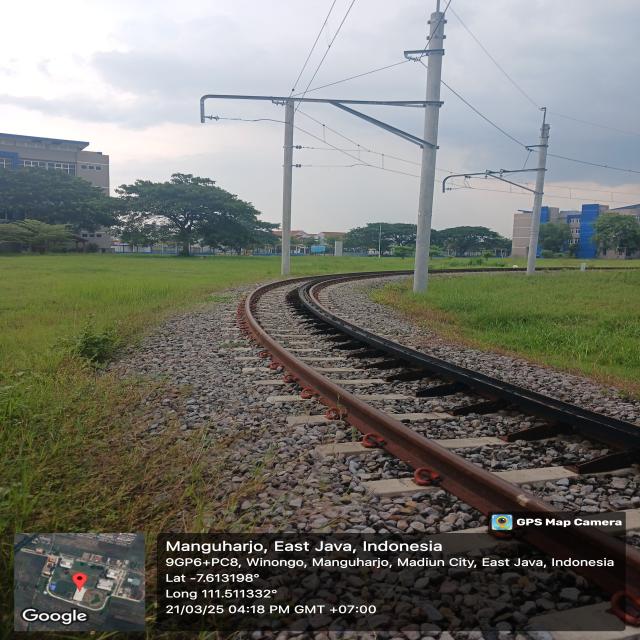 GPS Map Camera
Manguharjo, East Java, Indonesia
9GP6+PC8, Winongo, Manguharjo, Madiun City, East Java, Indonesia
Lat -7.613198°
Long 111.511332°
21/03/25 04:18 PM GMT +07:00
Google